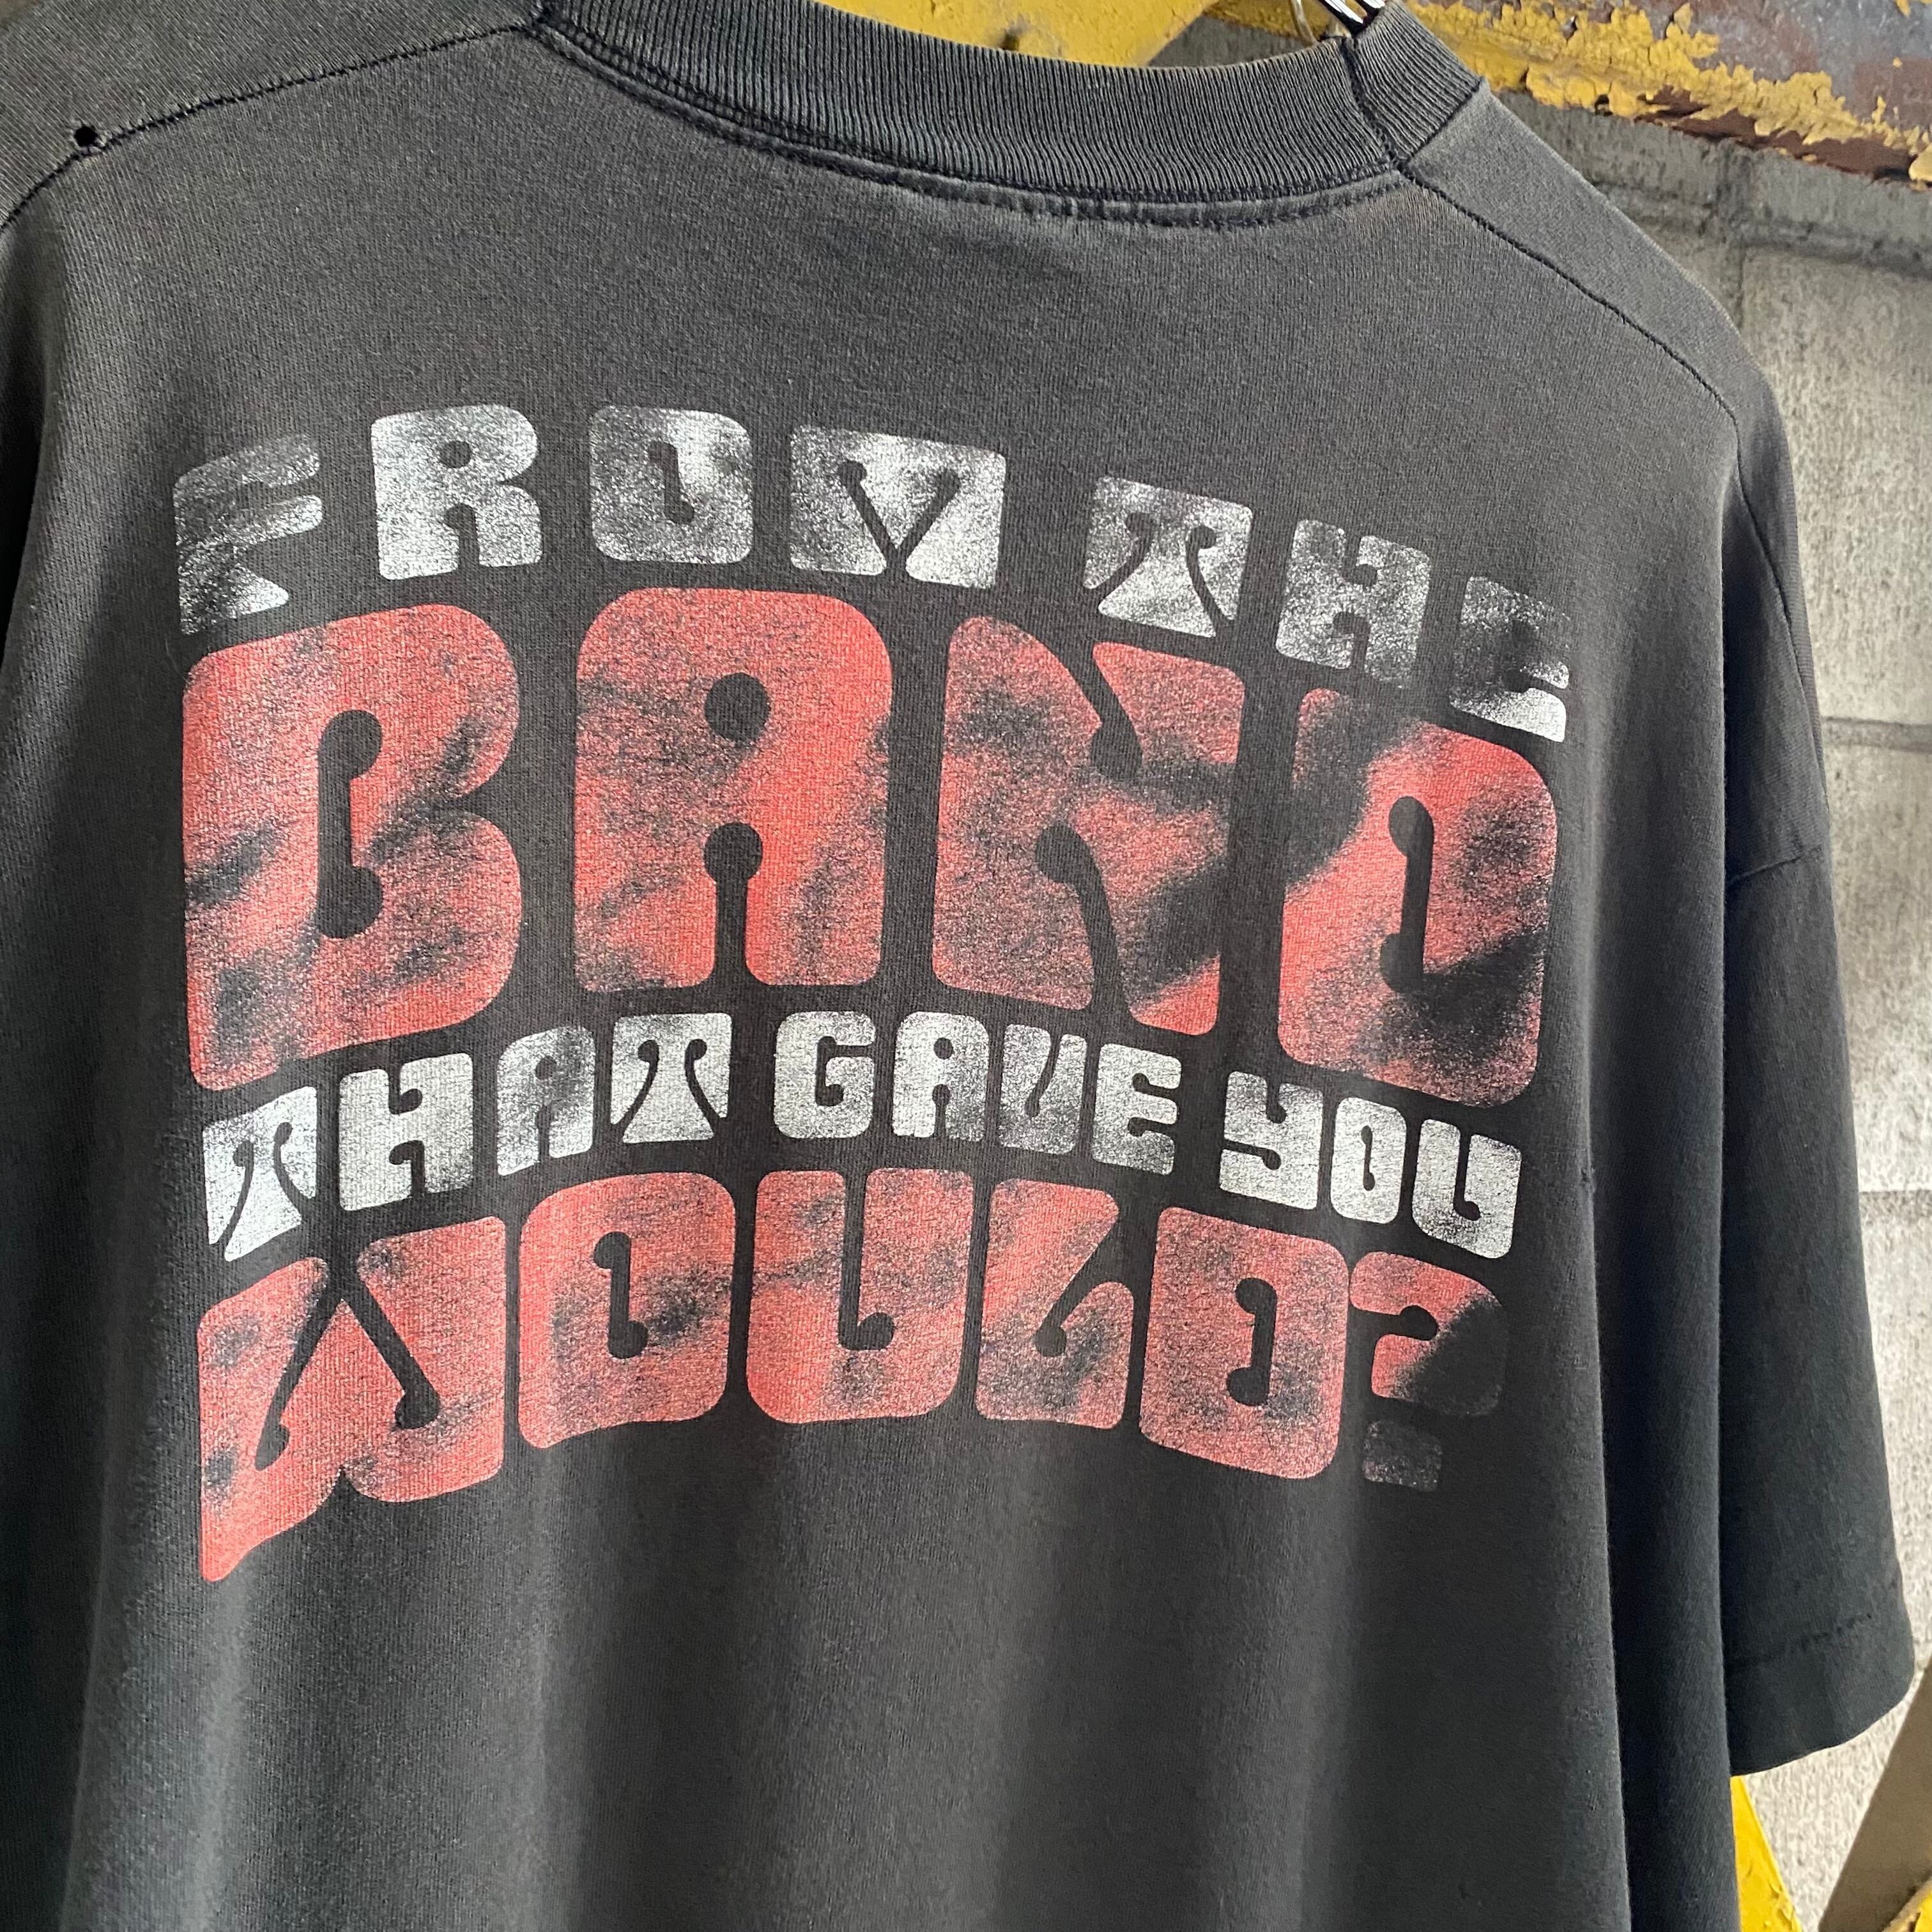 FROM THE
BAND
THAT GAVE YOU
WOULD?